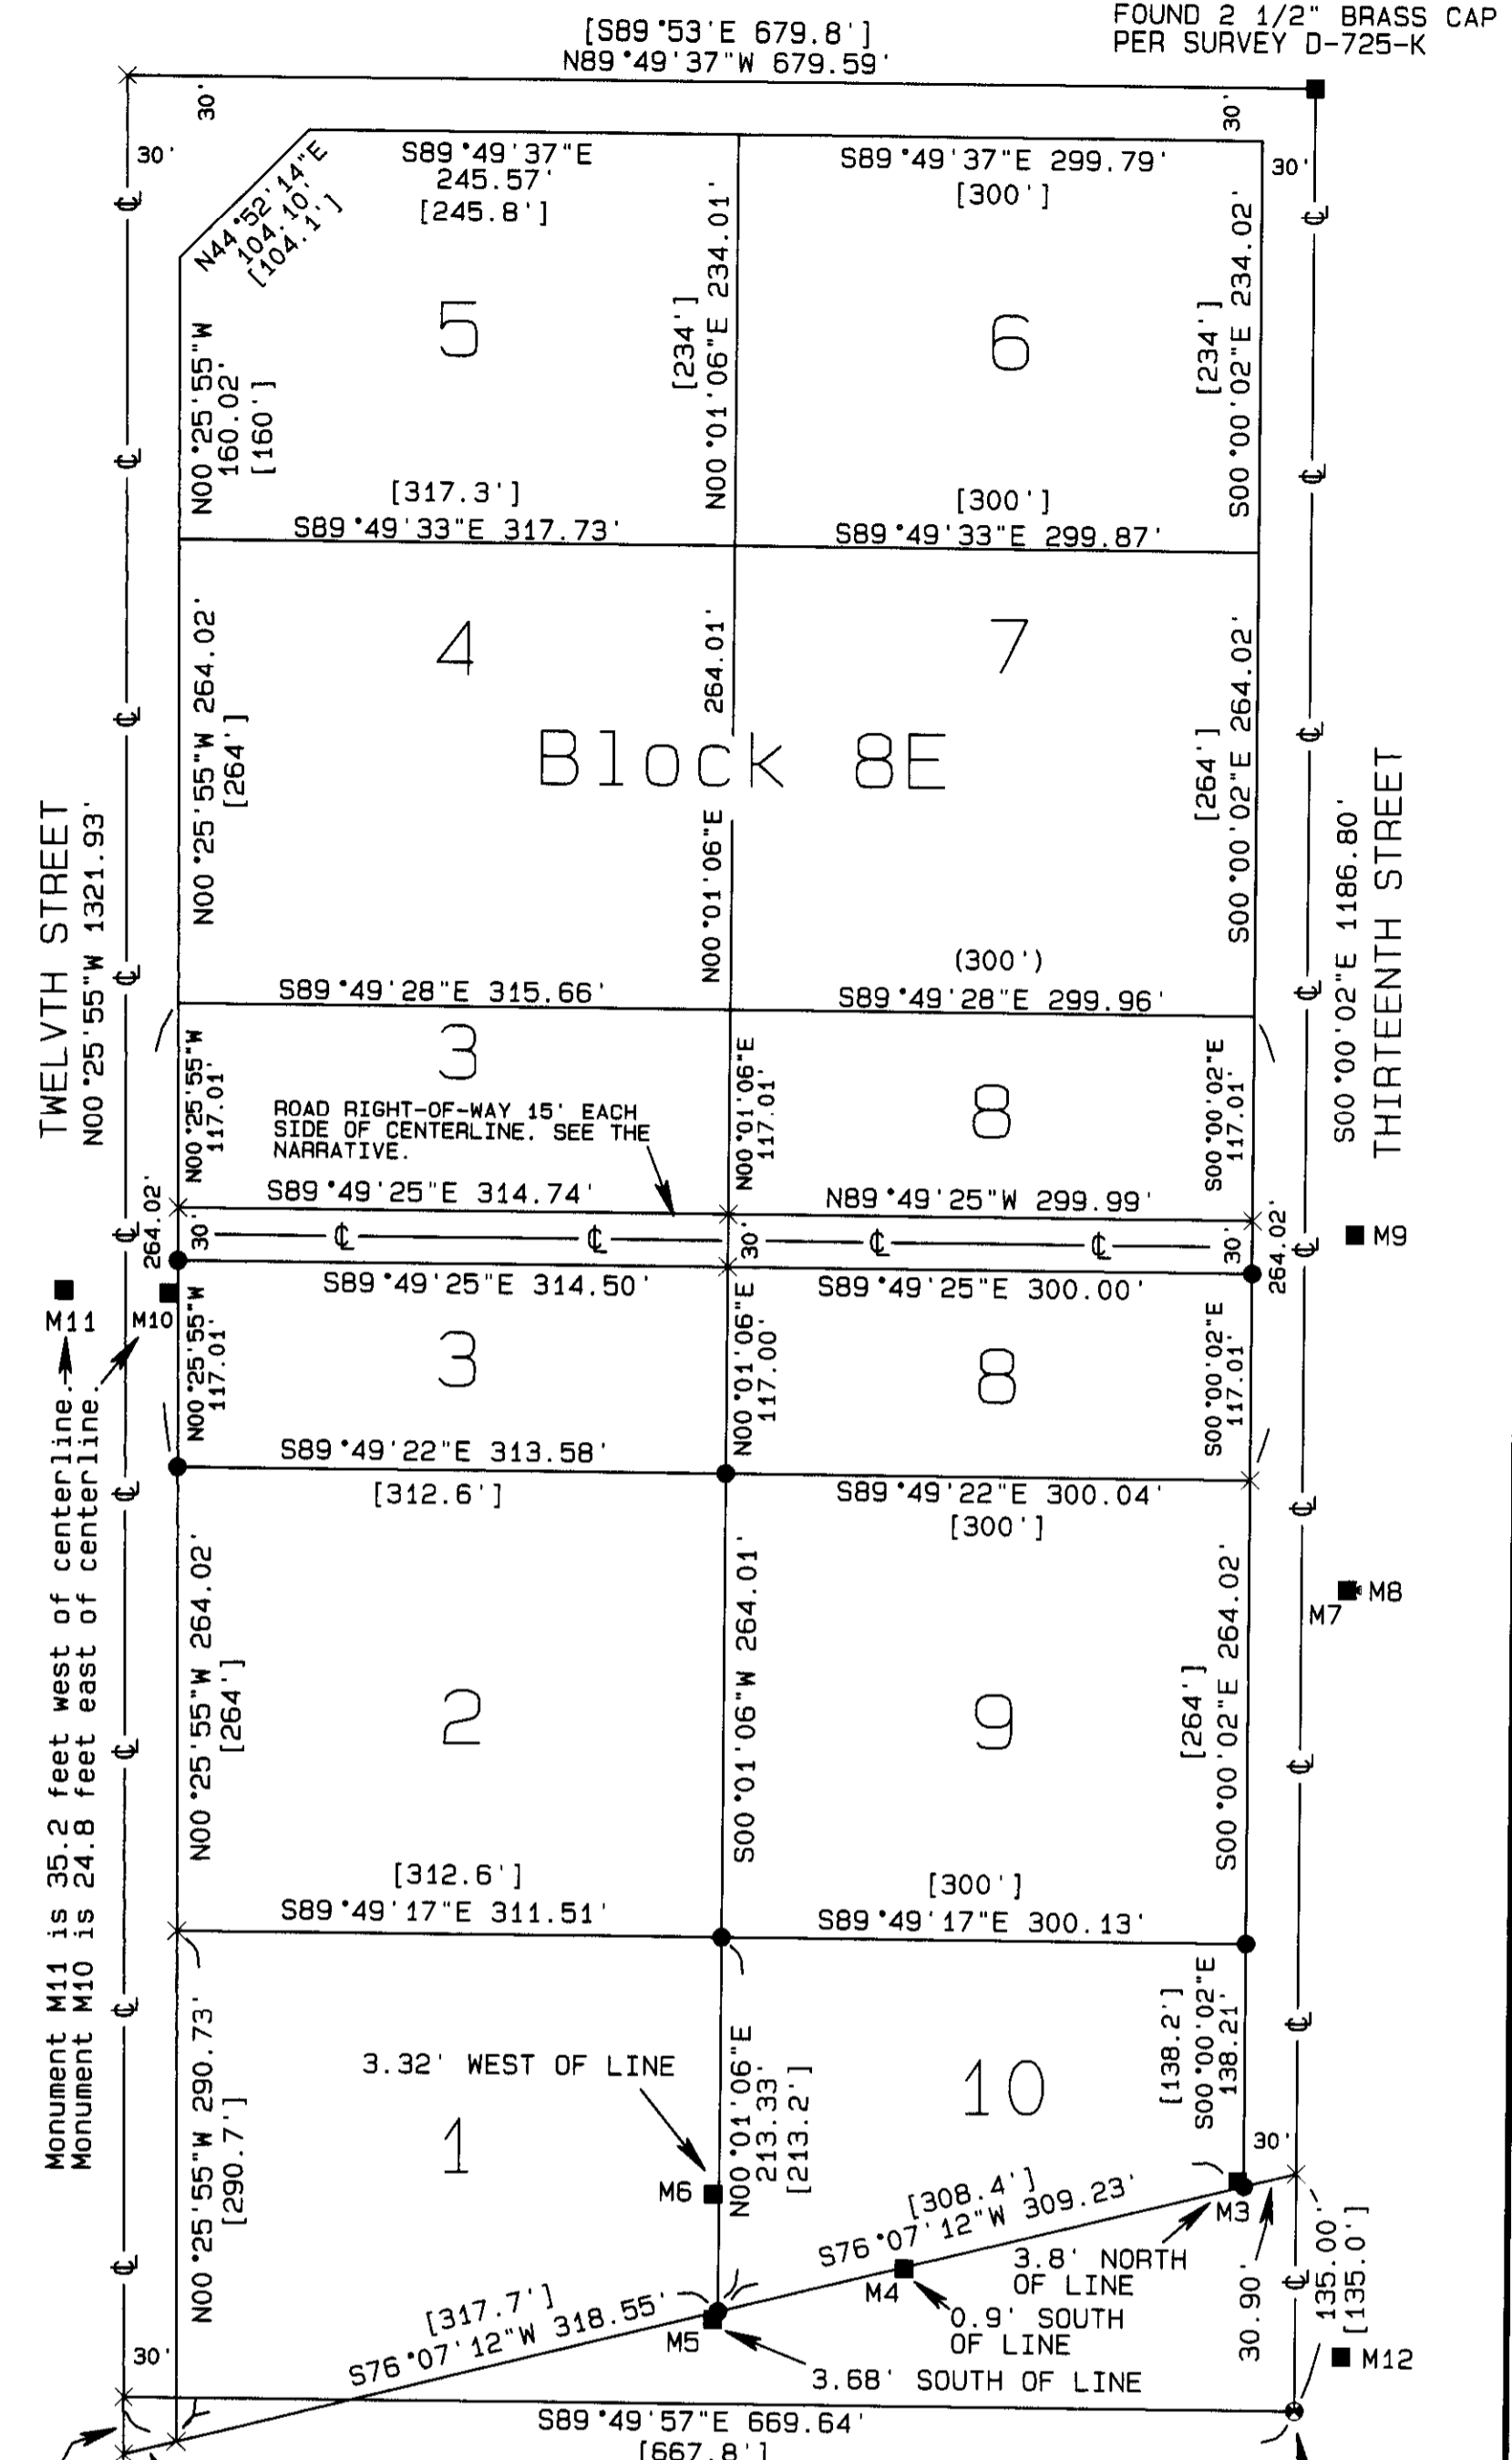 FOUND 2 1/2" BRASS CAP
PER SURVEY D-725-K
[S89°53'E 679.8']
N89°49'37"W 679.59'
30'
30'
30'
30'
N44°52'14"E
104.10'
[104.1']
S89°49'37"E
245.57'
[245.8']
S89°49'37"E 299.79'
[300']
N00°25'55"W
160.02'
[160']
5
[234']
N00°01'06"E 234.01'
6
[234']
S00°00'02"E 234.02'
[317.3']
S89°49'33"E 317.73'
[300']
S89°49'33"E 299.87'
N00°25'55"W 264.02'
[264']
4
264.01'
N00°01'06"E
7
[264']
S00°00'02"E 264.02'
Block 8E
TWELVTH STREET
N00°25'55"W 1321.93'
S00°00'02"E 1186.80'
THIRTEENTH STREET
(300')
S89°49'28"E 315.66'
S89°49'28"E 299.96'
N00°25'55"W
117.01'
3
N00°01'06"E
117.01'
8
S00°00'02"E
117.01'
ROAD RIGHT-OF-WAY 15' EACH
SIDE OF CENTERLINE. SEE THE
NARRATIVE.
S89°49'25"E 314.74'
N89°49'25"W 299.99'
264.02'
30'
30'
30'
264.02'
M9
S89°49'25"E 314.50'
S89°49'25"E 300.00'
M11
M10
N00°25'55"W
117.01'
3
N00°01'06"E
117.00'
8
S00°00'02"E
117.01'
Monument M11 is 35.2 feet west of centerline.
Monument M10 is 24.8 feet east of centerline.
S89°49'22"E 313.58'
[312.6']
S89°49'22"E 300.04'
[300']
N00°25'55"W 264.02'
[264']
2
S00°01'06"W 264.01'
9
[264']
S00°00'02"E 264.02'
M8
M7
[312.6']
S89°49'17"E 311.51'
[300']
S89°49'17"E 300.13'
N00°25'55"W 290.73'
[290.7']
1
3.32' WEST OF LINE
M6
N00°01'06"E
213.33'
[213.2']
10
[138.2']
S00°00'02"E
138.21'
30'
[308.4']
S76°07'12"W 309.23'
M3
3.8' NORTH
OF LINE
M4
0.9' SOUTH
OF LINE
[317.7']
S76°07'12"W 318.55'
M5
3.68' SOUTH OF LINE
30.90'
135.00'
[135.0']
M12
30'
S89°49'57"E 669.64'
[667.8']